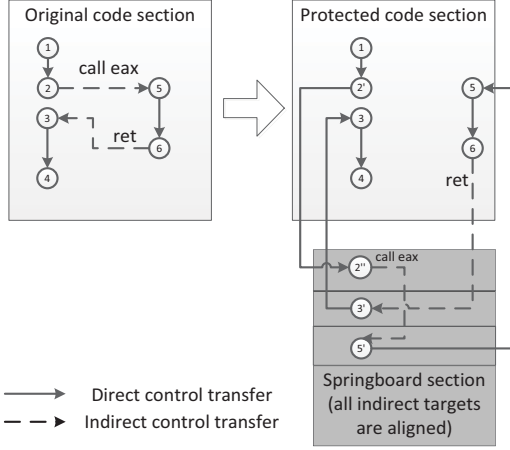 Original code section
1
call eax
2
5
3
ret
6
4
Protected code section
1
2'
5
3
6
4
ret
2''
call eax
3'
5'
Springboard section
(all indirect targets
are aligned)
Direct control transfer
Indirect control transfer